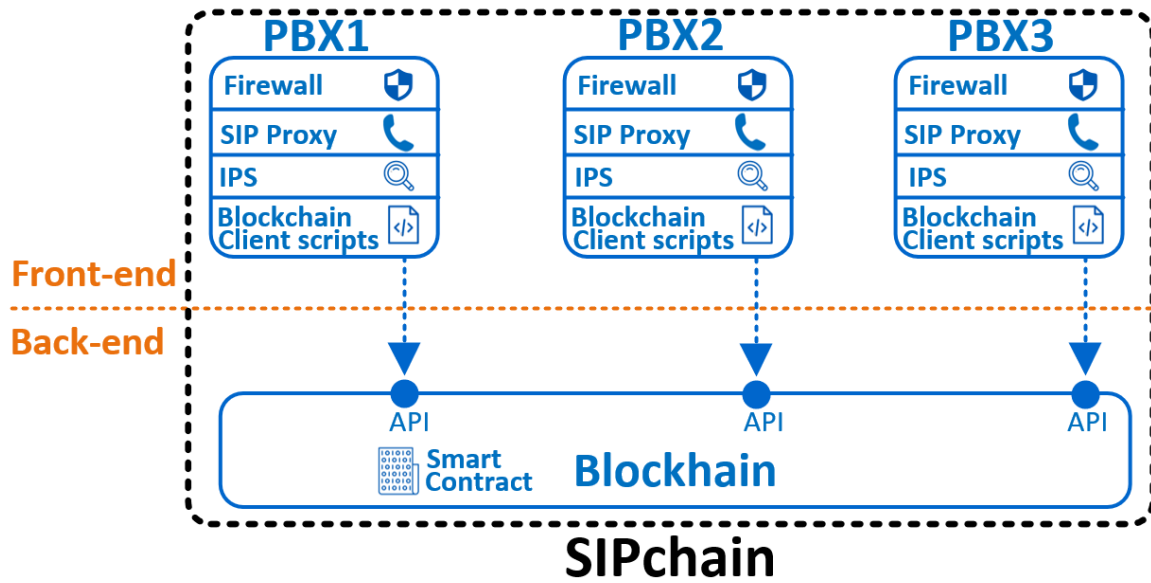 PBX1
Firewall
SIP Proxy
IPS
Blockchain
Client scripts
PBX2
Firewall
SIP Proxy
IPS
Blockchain
Client scripts
PBX3
Firewall
SIP Proxy
IPS
Blockchain
Client scripts
Front-end
Back-end
API
API
API
Smart
Contract
Blockhain
SIPchain